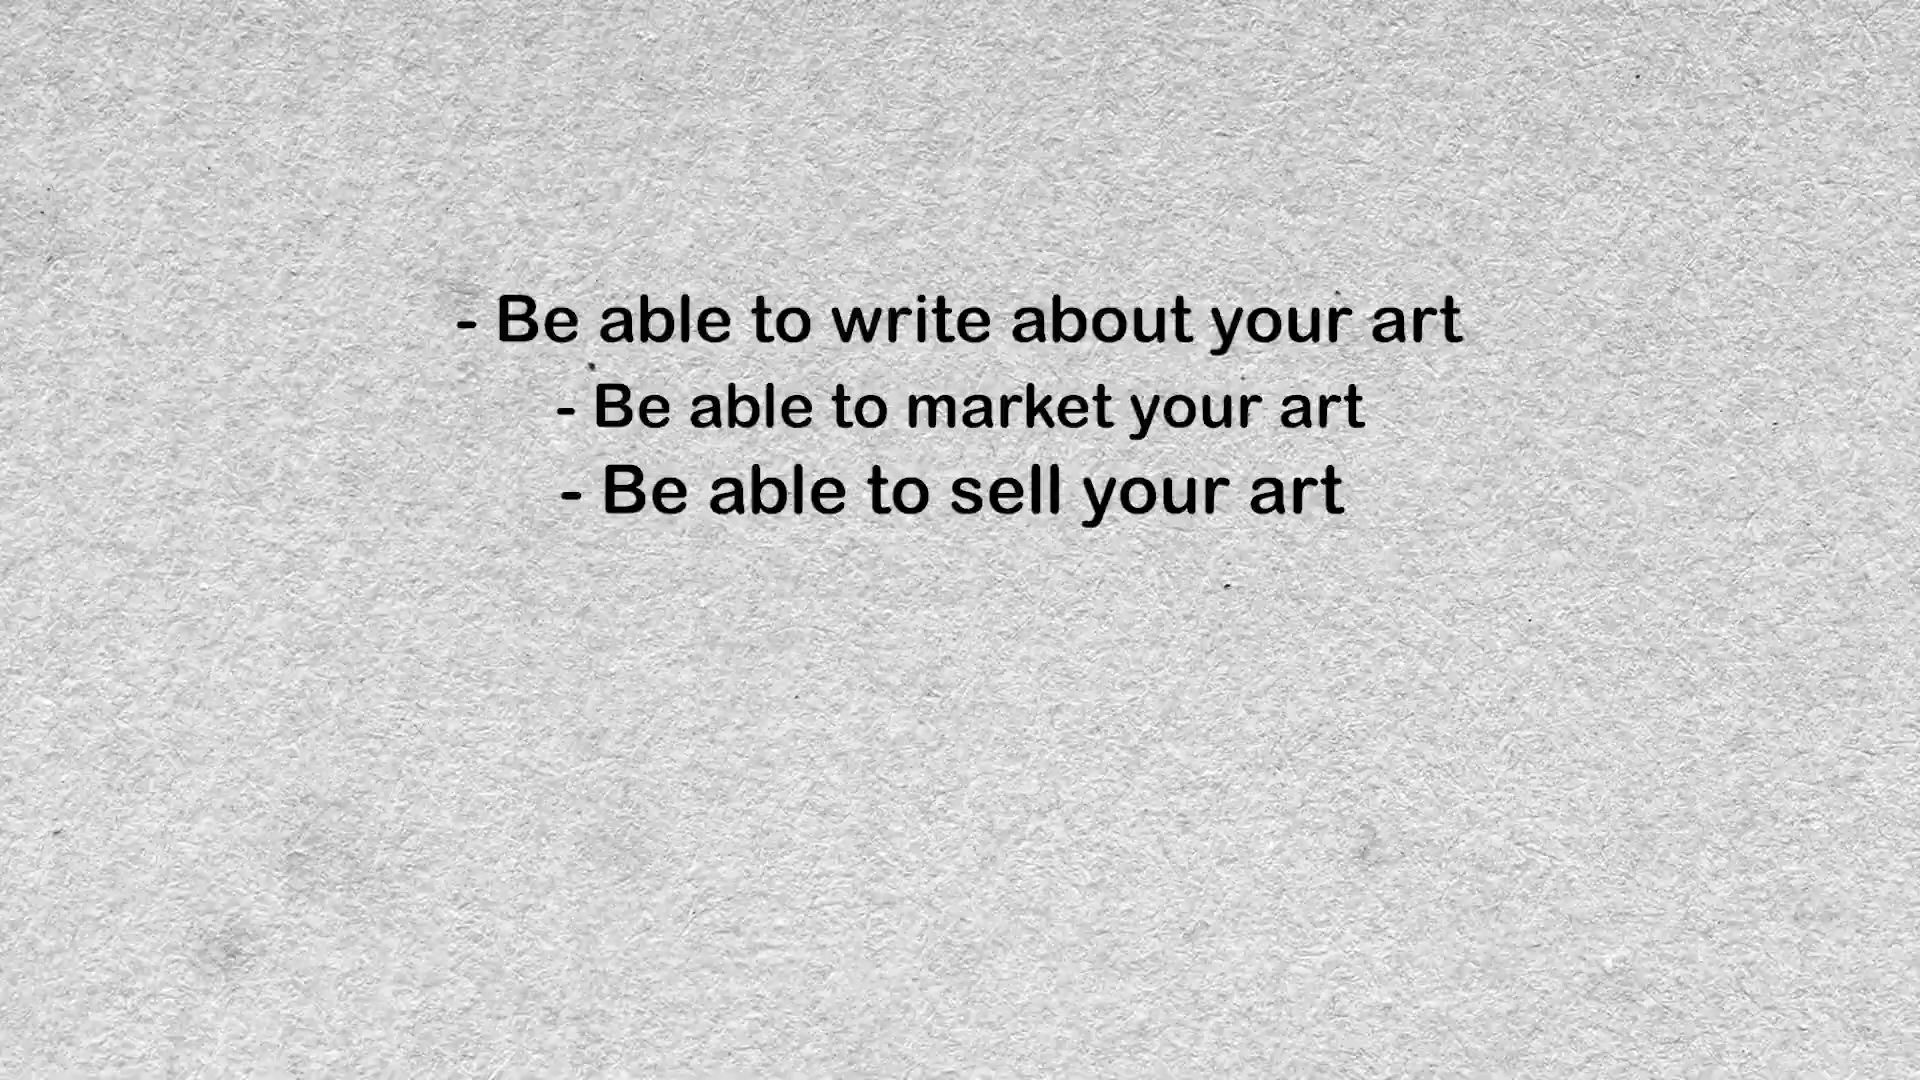 - Be able to write about your art
- Be able to market your art
- Be able to sell your art